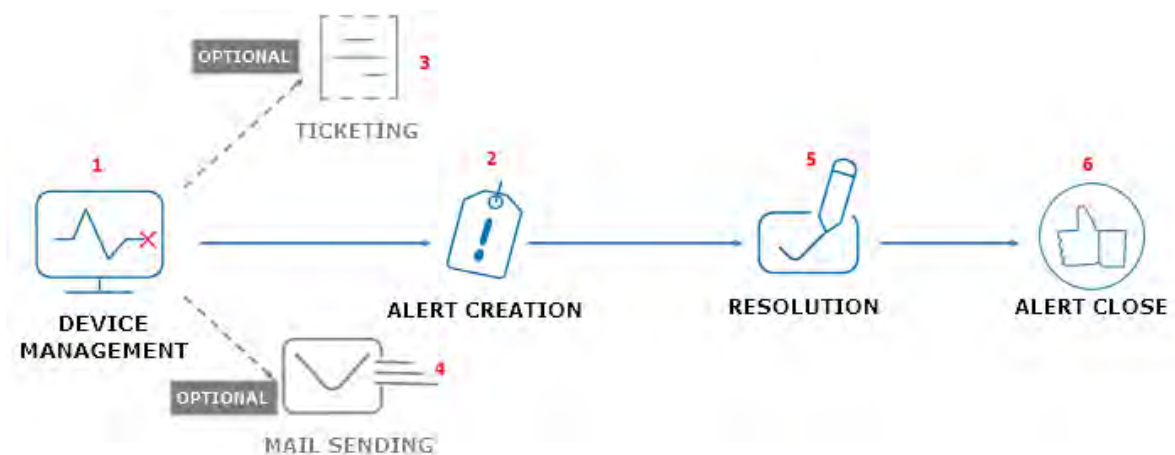 OPTIONAL
3
TICKETING
1
2
5
6
DEVICE
MANAGEMENT
ALERT CREATION
RESOLUTION
ALERT CLOSE
4
OPTIONAL
MAIL SENDING